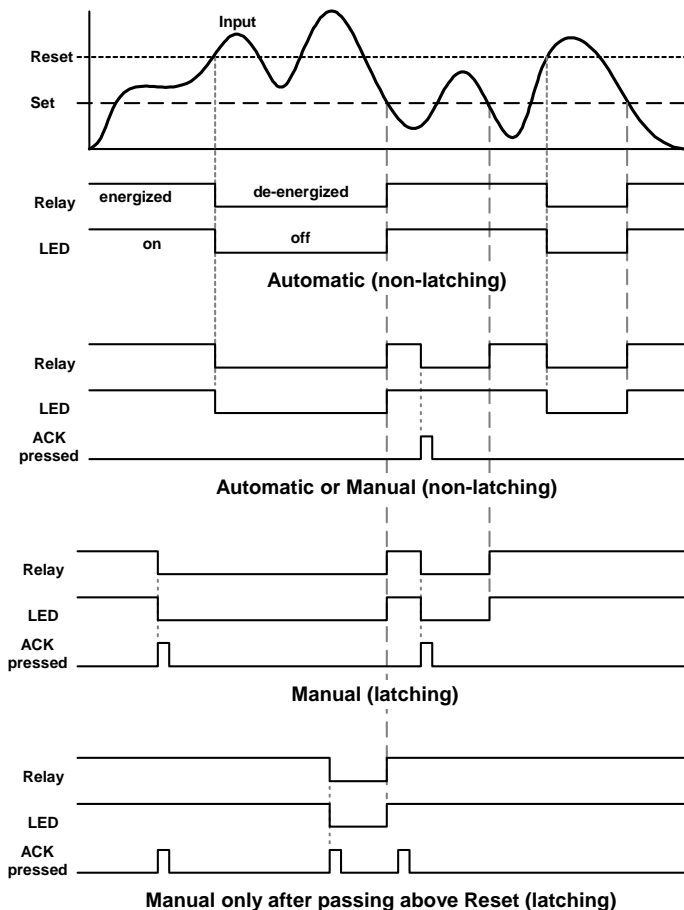 Input
Reset
Set
Relay
energized
de-energized
LED
on
off
Automatic (non-latching)
Relay
LED
ACK
pressed
Automatic or Manual (non-latching)
Relay
LED
ACK
pressed
Manual (latching)
Relay
LED
ACK
pressed
Manual only after passing above Reset (latching)